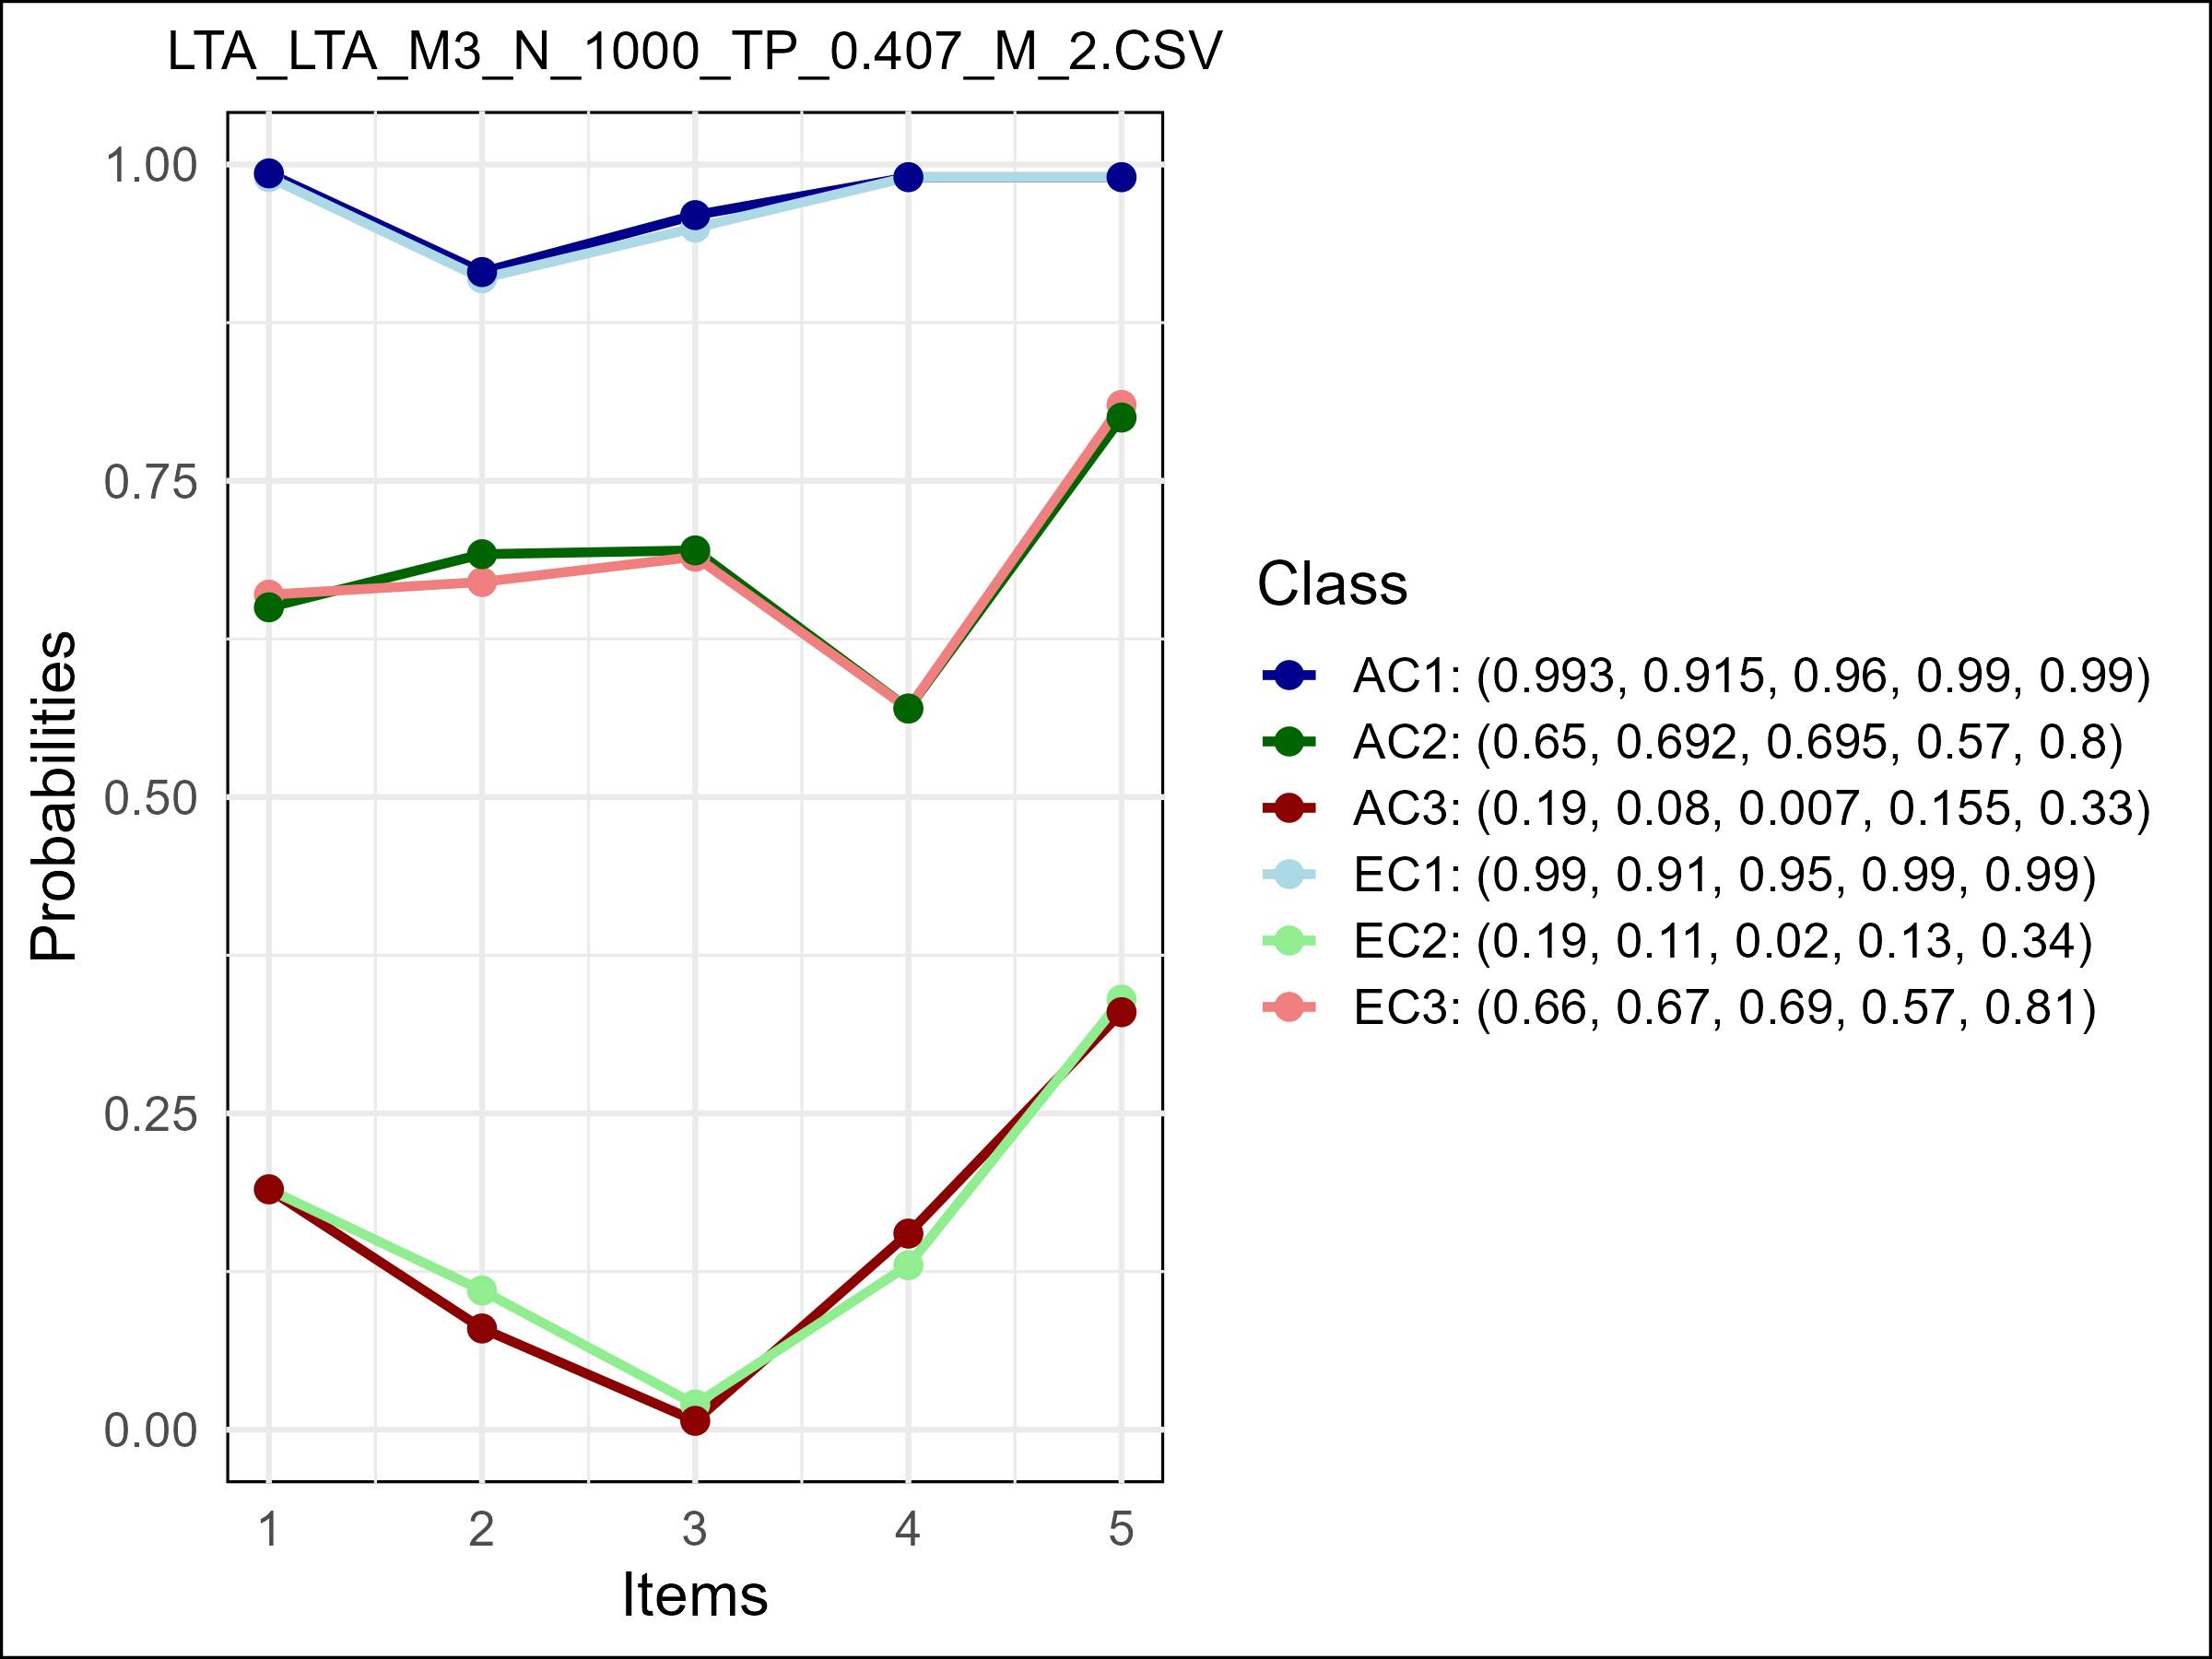 LTA_LTA_M3_N_1000_TP_0.407_M_2.CSV
1.00
0.75
0.50
0.25
0.00
Probabilities
1 2 3 4 5
Items
Class
AC1: (0.993, 0.915, 0.96, 0.99, 0.99)
AC2: (0.65, 0.692, 0.695, 0.57, 0.8)
AC3: (0.19, 0.08, 0.007, 0.155, 0.33)
EC1: (0.99, 0.91, 0.95, 0.99, 0.99)
EC2: (0.19, 0.11, 0.02, 0.13, 0.34)
EC3: (0.66, 0.67, 0.69, 0.57, 0.81)